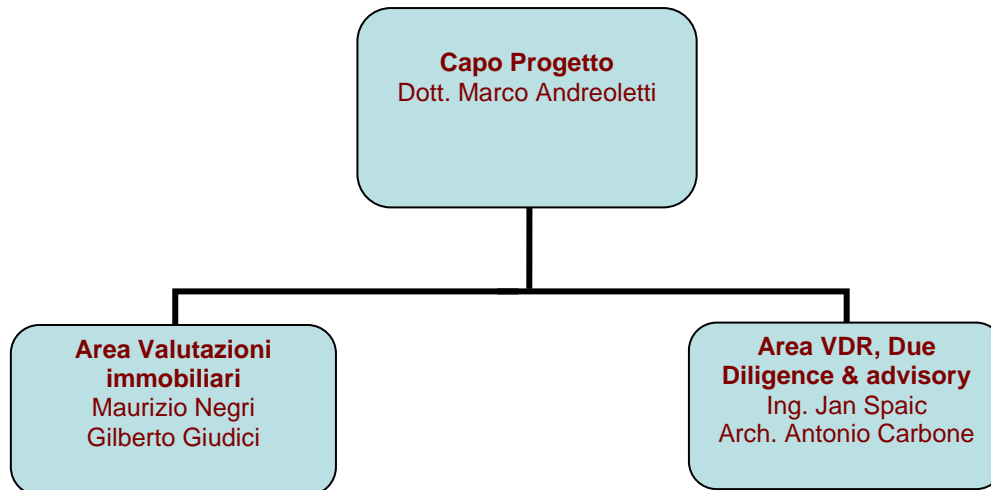 Capo Progetto
Dott. Marco Andreoletti
Area Valutazioni
immobiliari
Maurizio Negri
Gilberto Giudici
Area VDR, Due
Diligence & advisory
Ing. Jan Spaic
Arch. Antonio Carbone